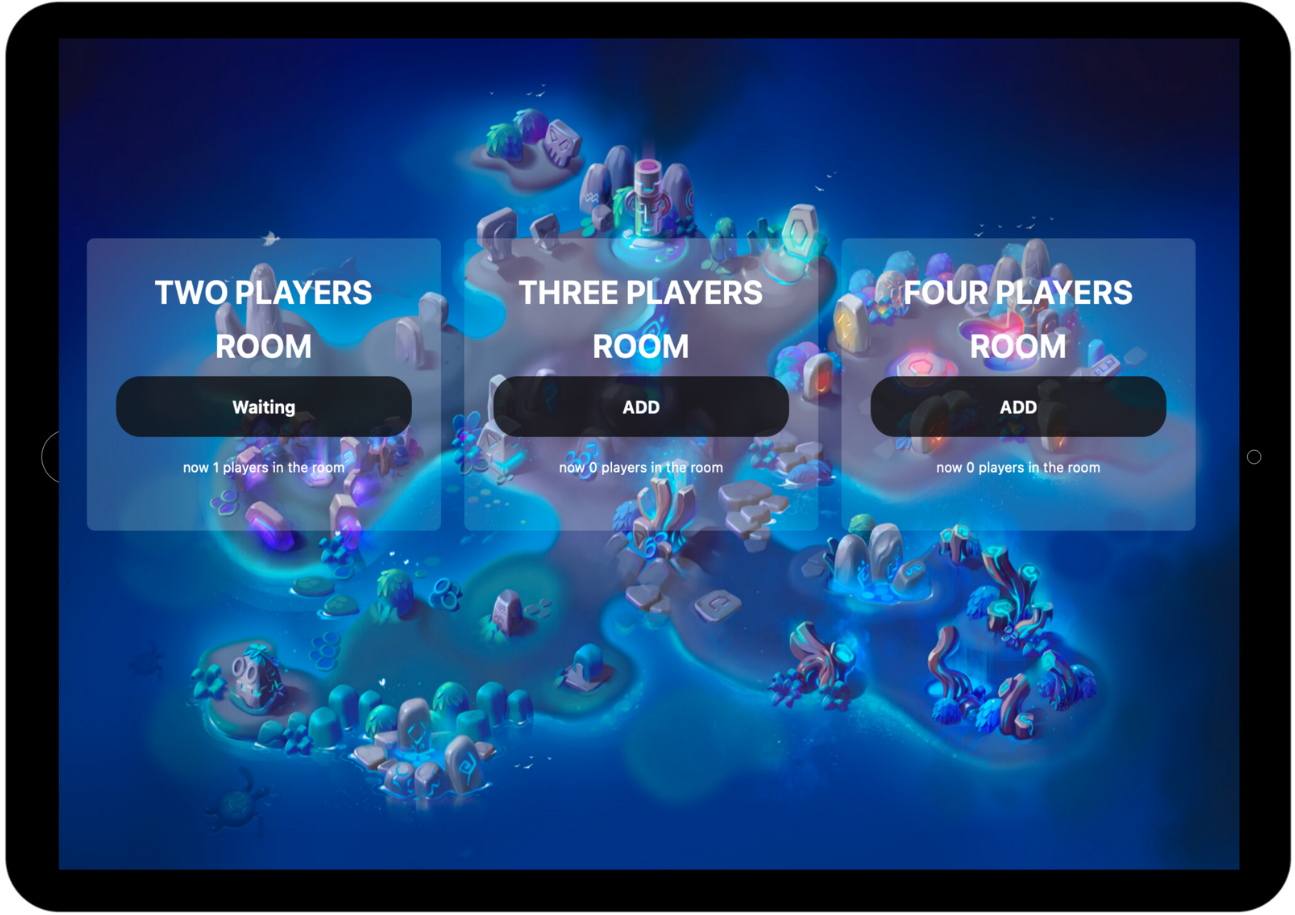 TWO PLAYERS
ROOM
Waiting
now 1 players in the room
THREE PLAYERS
ROOM
ADD
now 0 players in the room
FOUR PLAYERS
ROOM
ADD
now 0 players in the room